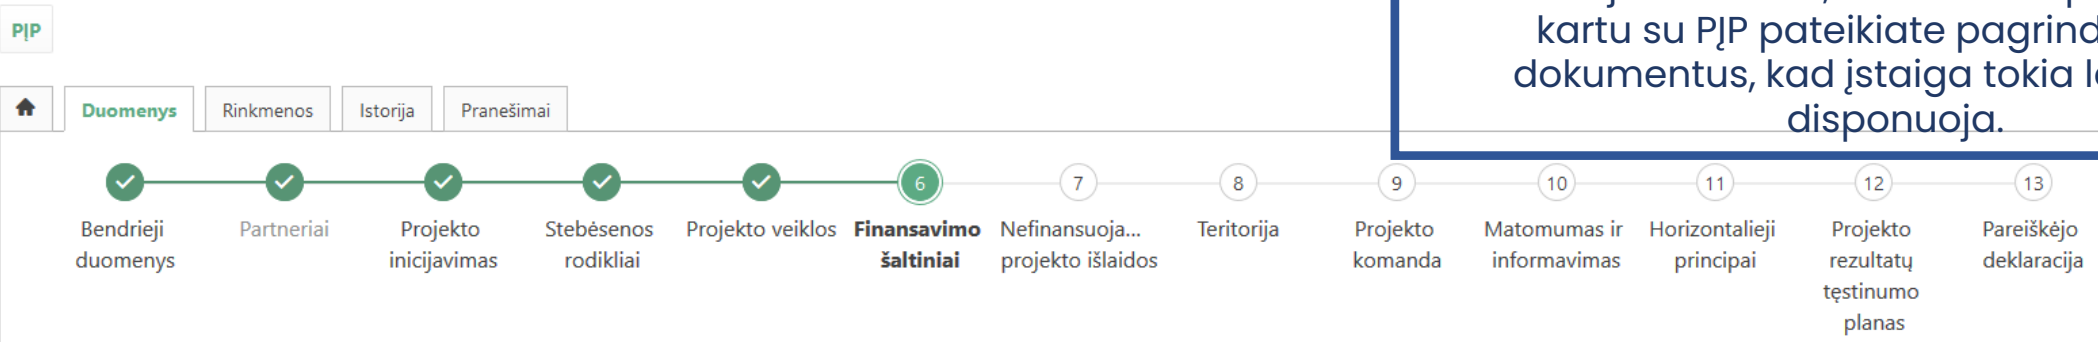 PĮP
kartu su PĮP pateikiate
dokumentus, kad įstaiga tokia
disponuoja.
Duomenys
Rinkmenos
Istorija
Pranešimai
6
7
8
9
10
11
12
13
Bendrieji
duomenys
Partneriai
Projekto
inicijavimas
Stebėsenos
rodikliai
Projekto veiklos
Finansavimo
šaltiniai
Nefinansuoja...
projekto išlaidos
Teritorija
Projekto
komanda
Matomumas ir
informavimas
Horizontalieji
principai
Projekto
rezultatų
tęstinumo
planas
Pareiškėjo
deklaracija